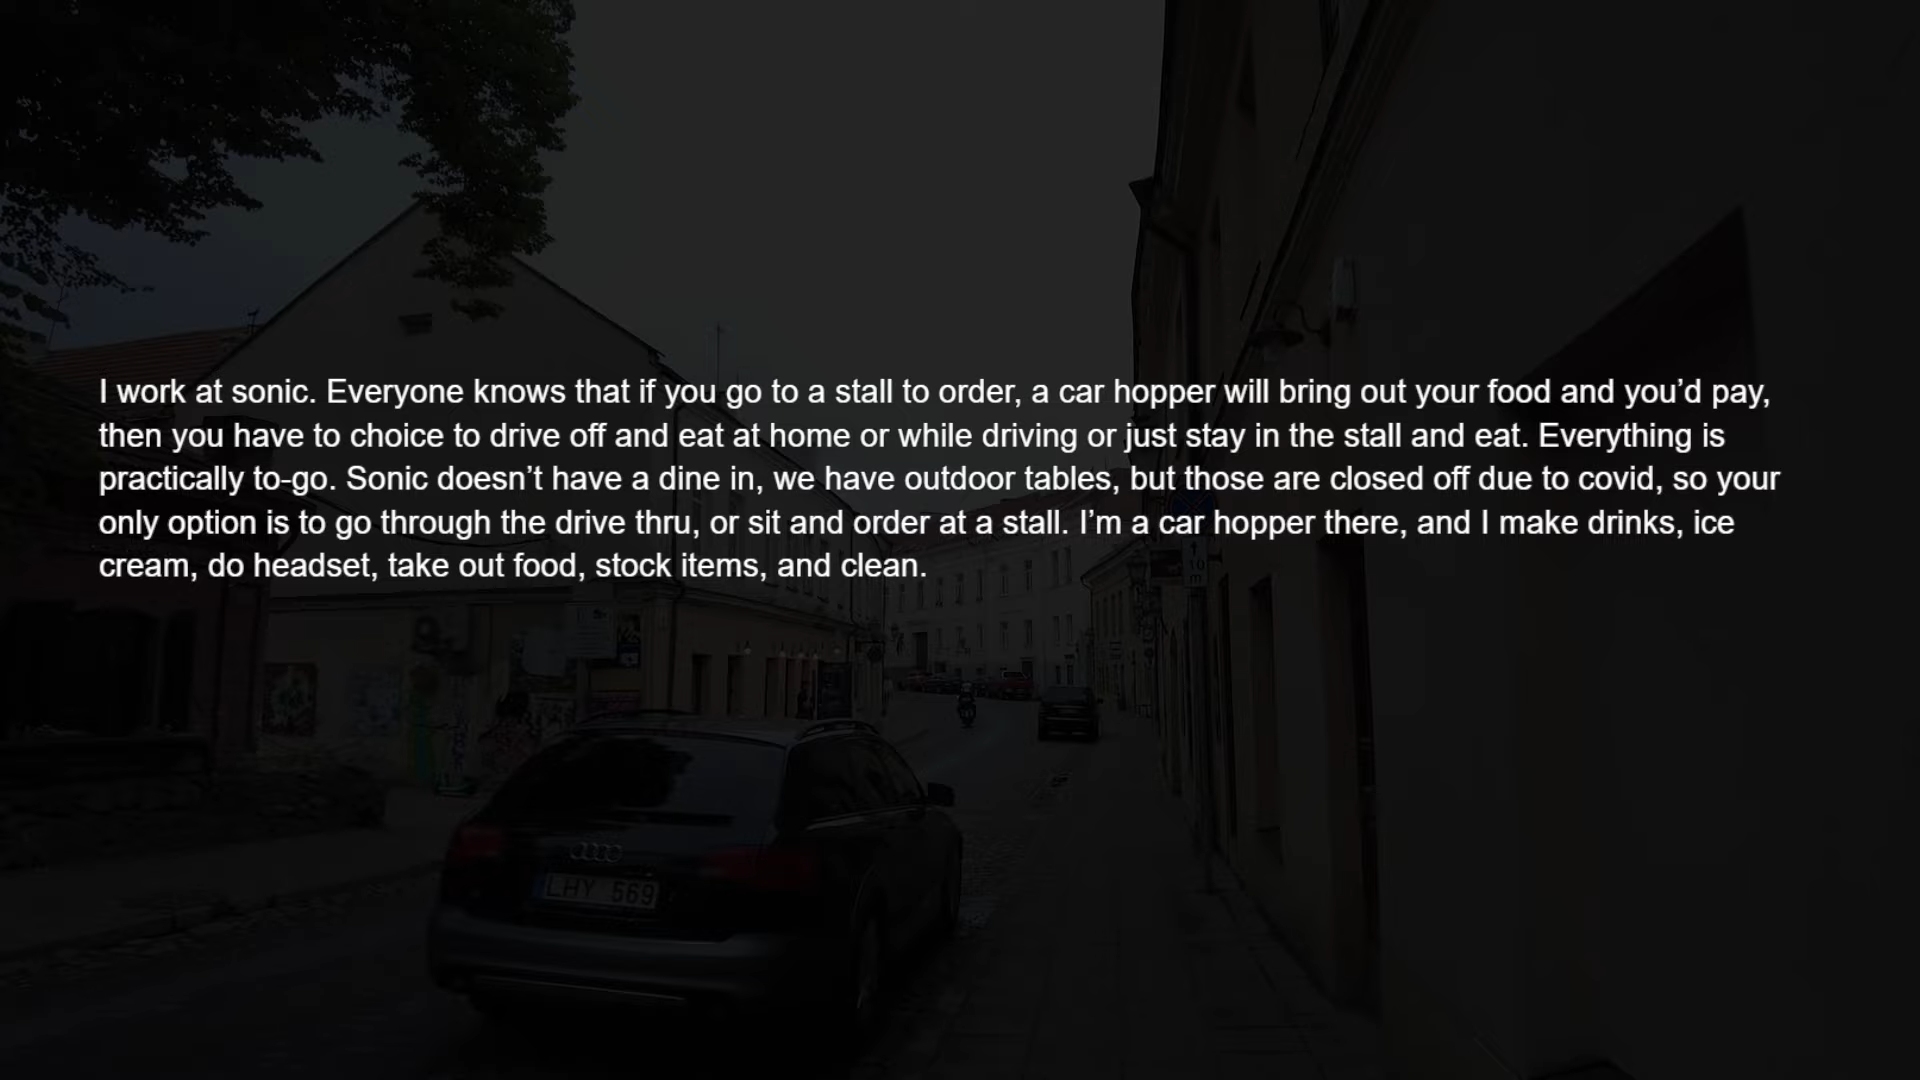 I work at sonic. Everyone knows that if you go to a stall to order, a car hopper will bring out your food and you’d pay,
then you have to choice to drive off and eat at home or while driving or just stay in the stall and eat. Everything is
practically to-go. Sonic doesn’t have a dine in, we have outdoor tables, but those are closed off due to covid, so your
only option is to go through the drive thru, or sit and order at a stall. I’m a car hopper there, and I make drinks, ice
cream, do headset, take out food, stock items, and clean.
10
m
LHY 569